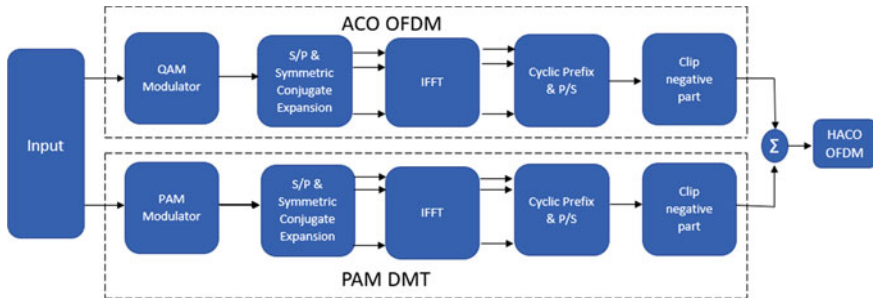 ACO OFDM
Input
QAM
Modulator
S/P &
Symmetric
Conjugate
Expansion
IFFT
Cyclic Prefix
& P/S
Clip
negative
part
Σ
HACO
OFDM
PAM
Modulator
S/P &
Symmetric
Conjugate
Expansion
IFFT
Cyclic Prefix
& P/S
Clip
negative
part
PAM DMT